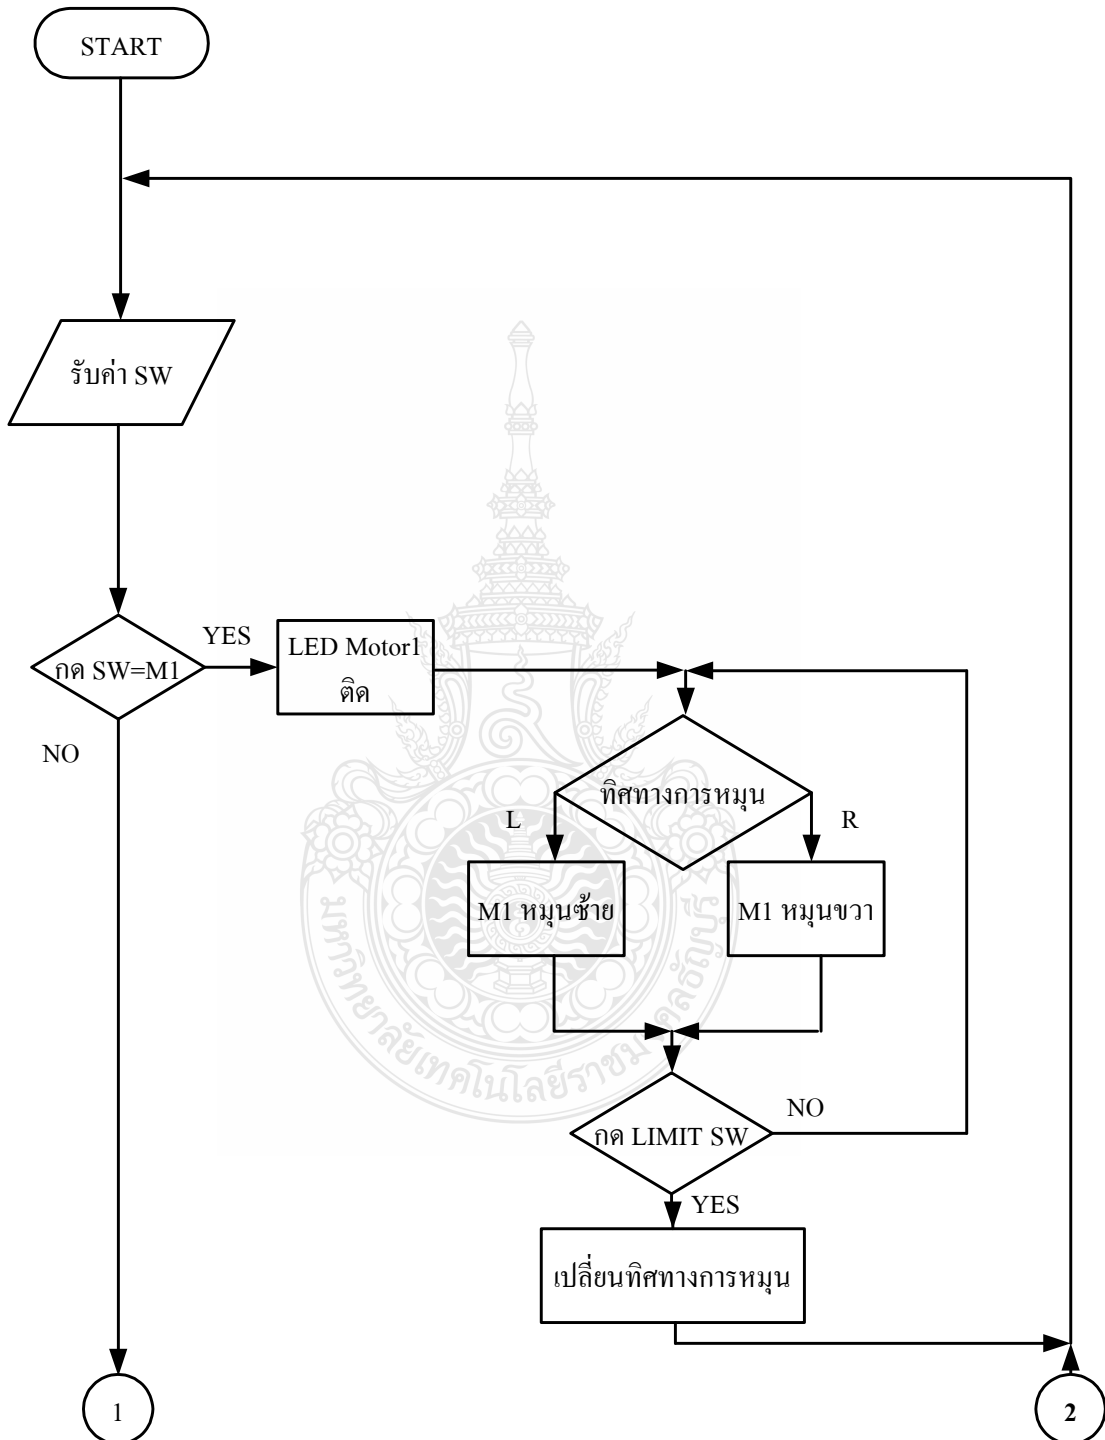 START
รับค่า SW
กด SW=M1
YES
NO
LED Motor1
ติด
ทิศทางการหมุน
L
R
M1 หมุนซ้าย
M1 หมุนขวา
กด LIMIT SW
NO
YES
เปลี่ยนทิศทางการหมุน
1
2